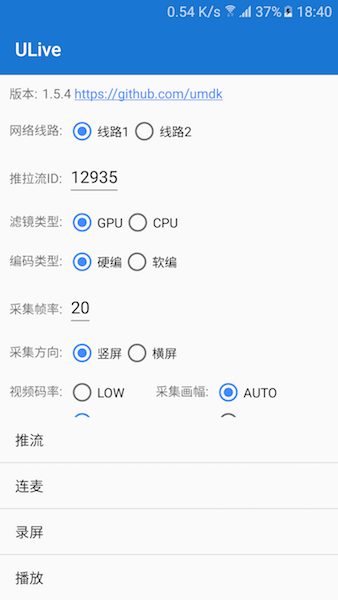 0.54 K/s 37% 18:40
ULive
版本: 1.5.4 https://github.com/umdk
网络线路: 线路1 线路2
推拉流ID: 12935
滤镜类型: GPU CPU
编码类型: 硬编 软编
采集帧率: 20
采集方向: 竖屏 横屏
视频码率: LOW 采集画幅: AUTO
推流
连麦
录屏
播放